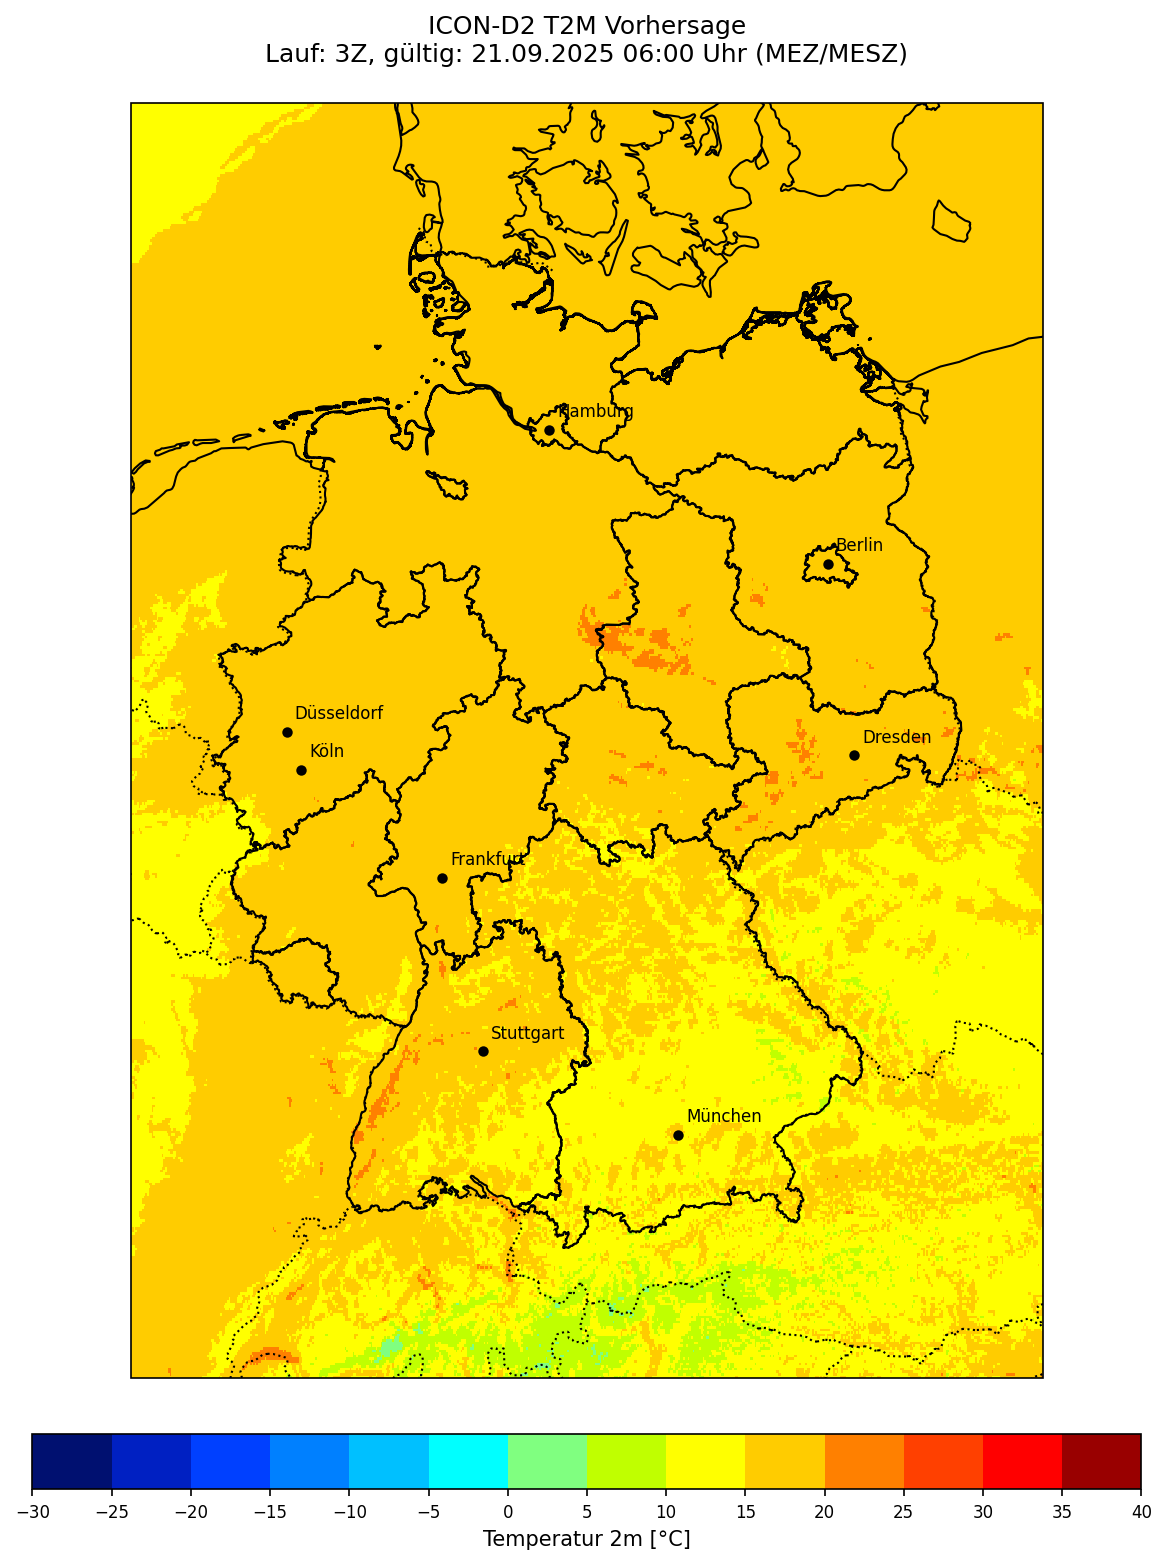 ICON-D2 T2M Vorhersage
Lauf: 3Z, gültig: 21.09.2025 06:00 Uhr (MEZ/MESZ)
Hamburg
Berlin
Düsseldorf
Dresden
Köln
Frankfurt
Stuttgart
München
−30 −25 −20 −15 −10 −5 0 5 10 15 20 25 30 35 40
Temperatur 2m [°C]